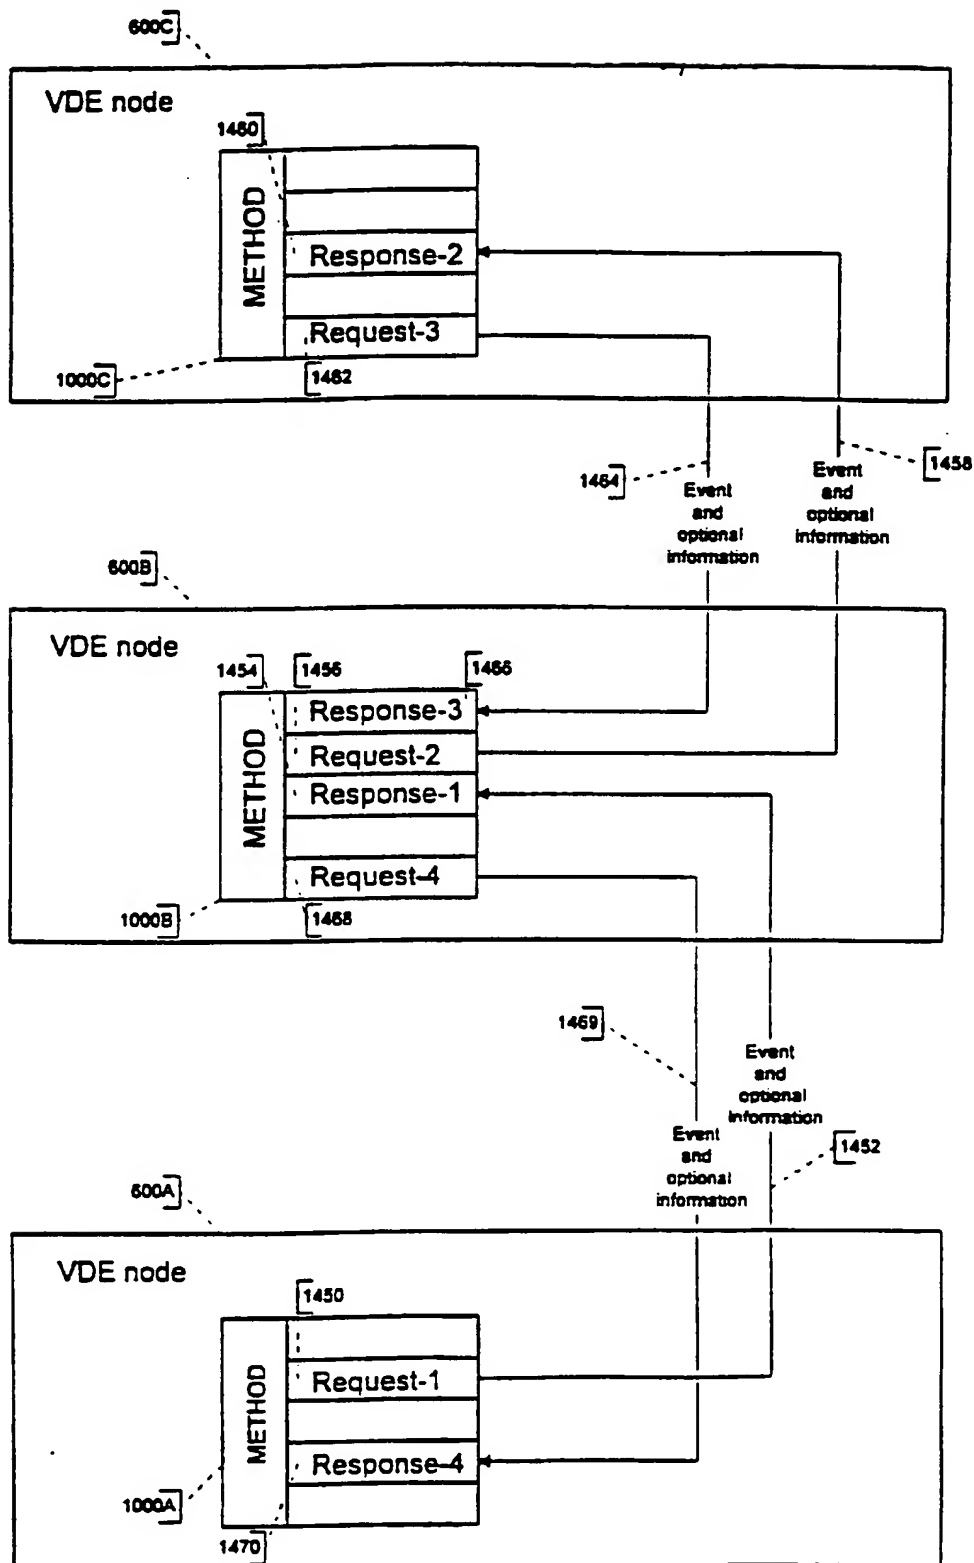 600C
VDE node
1460
METHOD
Response-2
Request-3
1000C
1462
1464
Event
and
optional
information
Event
and
optional
information
1458
600B
VDE node
1454
1456
1466
METHOD
Response-3
Request-2
Response-1
Request-4
1000B
1468
1469
Event
and
optional
information
Event
and
optional
information
1452
600A
VDE node
1450
METHOD
Request-1
Response-4
1000A
1470